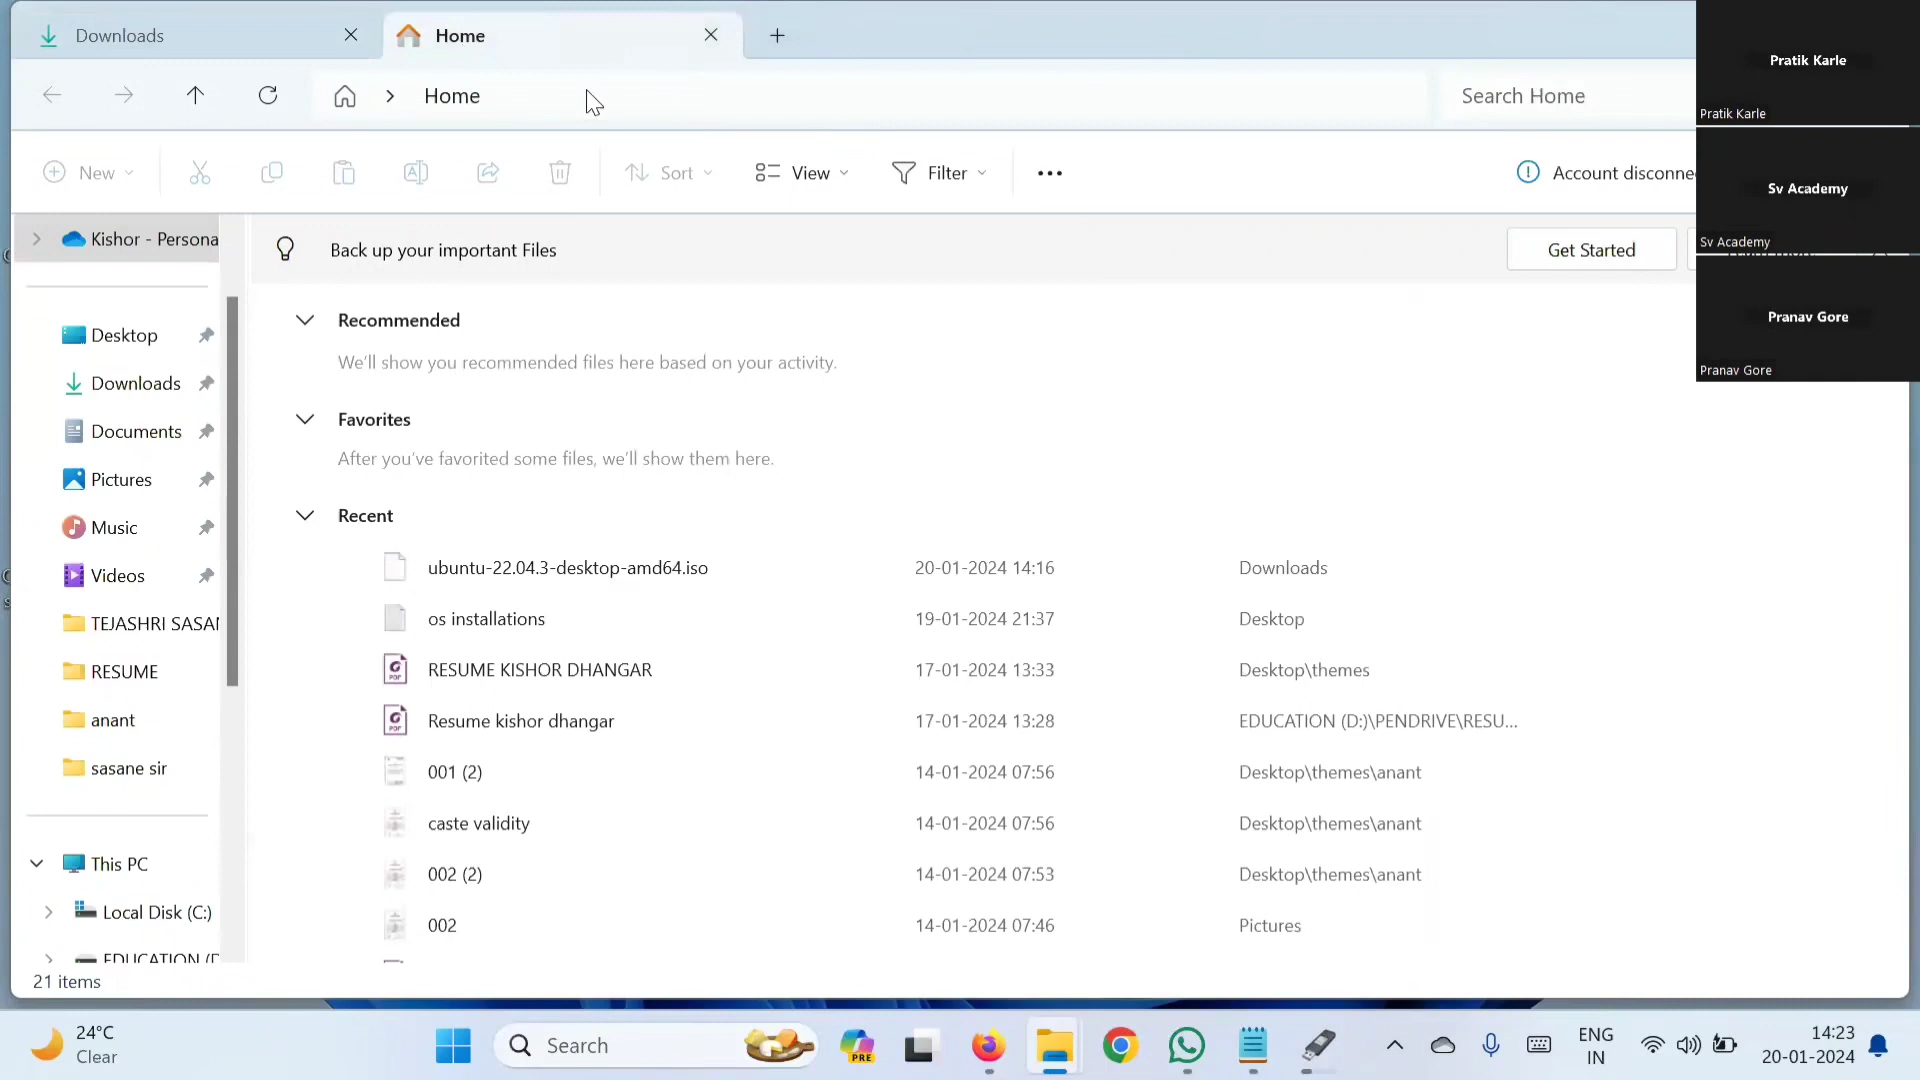 Downloads
Home
Home
Search Home
Pratik Karle
Pratik Karle
New
Sort
View
Filter
Account disconne
Sv Academy
Sv Academy
Kishor - Persona
Back up your important Files
Get Started
Pranav Gore
Pranav Gore
Recommended
We'll show you recommended files here based on your activity.
Favorites
After you've favorited some files, we'll show them here.
Recent
Desktop
Downloads
Documents
Pictures
Music
Videos
TEJASHRI SASAN
RESUME
anant
sasane sir
This PC
Local Disk (C:)
EDUCATION (D
ubuntu-22.04.3-desktop-amd64.iso 20-01-2024 14:16 Downloads
os installations 19-01-2024 21:37 Desktop
RESUME KISHOR DHANGAR 17-01-2024 13:33 Desktop\themes
Resume kishor dhangar 17-01-2024 13:28 EDUCATION (D:)\PENDRIVE\RESU...
001 (2) 14-01-2024 07:56 Desktop\themes\anant
caste validity 14-01-2024 07:56 Desktop\themes\anant
002 (2) 14-01-2024 07:53 Desktop\themes\anant
002 14-01-2024 07:46 Pictures
21 items
24°C
Clear
Search
PRE
ENG
IN
14:23
20-01-2024